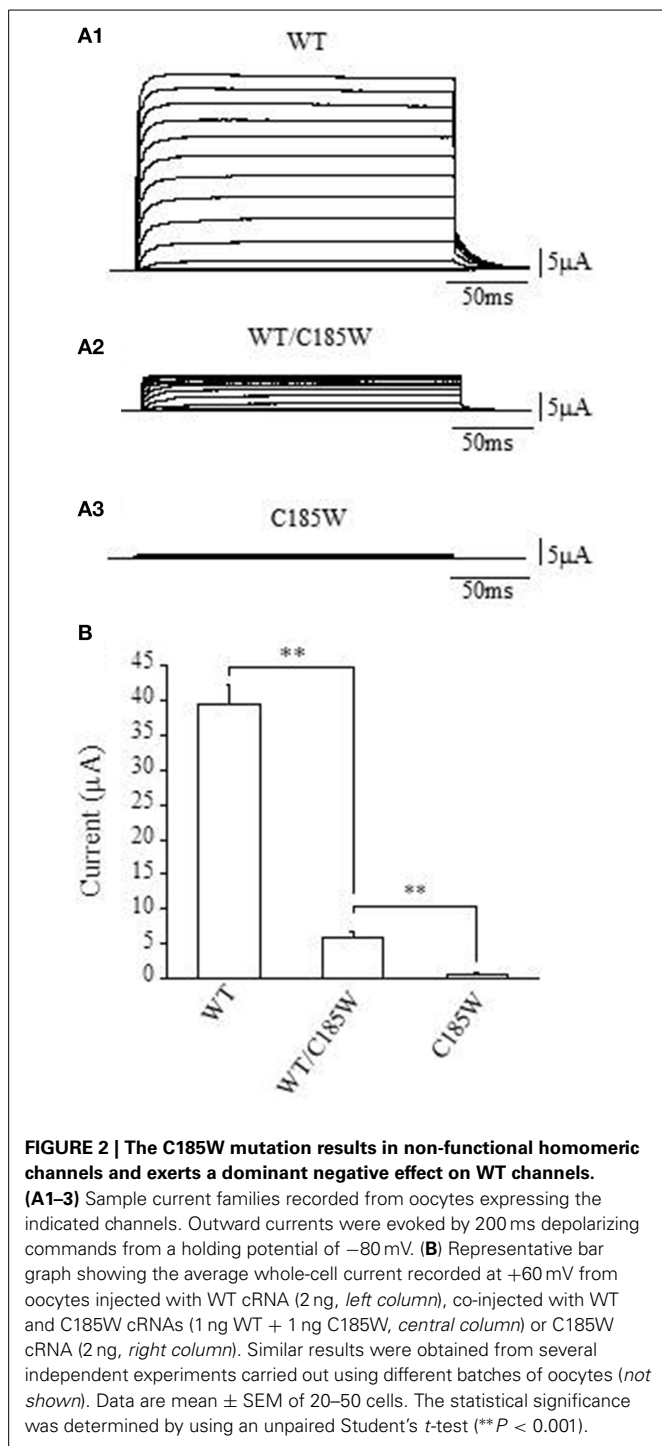 A1
WT
5μA
50ms
A2
WT/C185W
5μA
50ms
A3
C185W
5μA
50ms
B
**
**
45
40
35
30
25
20
15
10
5
0
Current (μA)
WT
WT/C185W
C185W
FIGURE 2 | The C185W mutation results in non-functional homomeric
channels and exerts a dominant negative effect on WT channels.
(A1–3) Sample current families recorded from oocytes expressing the
indicated channels. Outward currents were evoked by 200 ms depolarizing
commands from a holding potential of −80 mV. (B) Representative bar
graph showing the average whole-cell current recorded at +60 mV from
oocytes injected with WT cRNA (2 ng, left column), co-injected with WT
and C185W cRNAs (1 ng WT + 1 ng C185W, central column) or C185W
cRNA (2 ng, right column). Similar results were obtained from several
independent experiments carried out using different batches of oocytes (not
shown). Data are mean ± SEM of 20–50 cells. The statistical significance
was determined by using an unpaired Student's t-test (**P < 0.001).